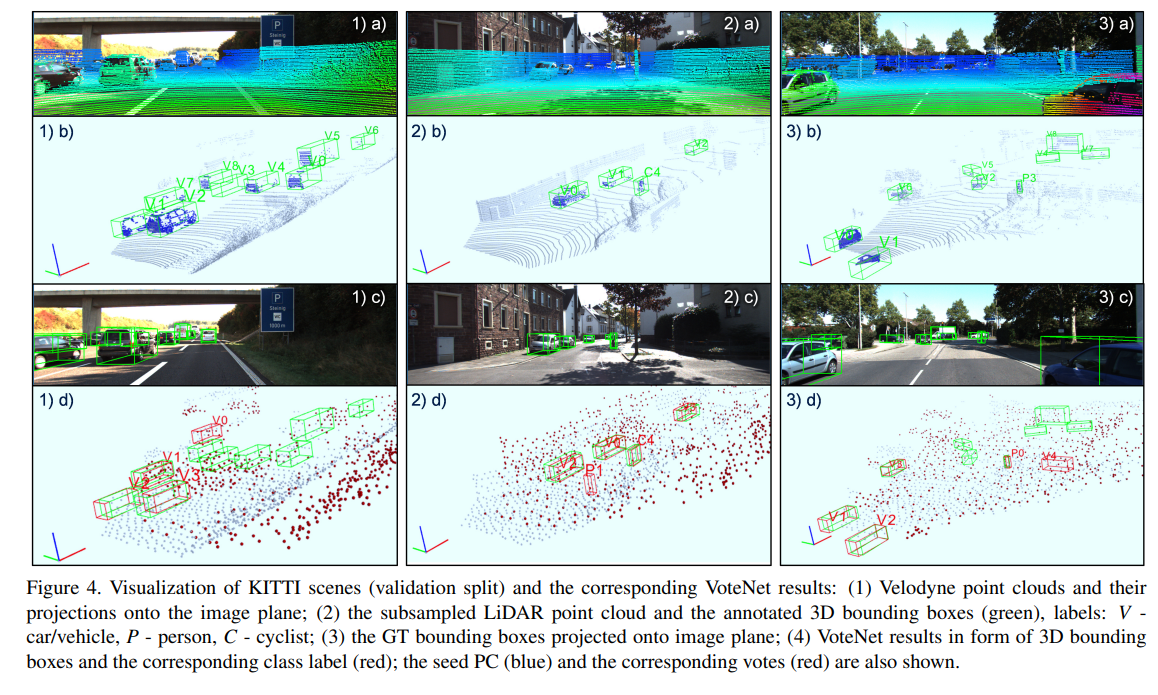 1) a)
P
2) a)
3) a)
1) b)
V5
V6
V8
V3
V4
V0
V7
V1
V2
2) b)
V2
V0
V1
C4
3) b)
V7
V5
V2
P3
V1
1) c)
P
Steinig
1500 m
2) c)
3) c)
1) d)
V0
V1
V2
V3
2) d)
C4
V2
P1
3) d)
P0
V4
V1
V2
Figure 4. Visualization of KITTI scenes (validation split) and the corresponding VoteNet results: (1) Velodyne point clouds and their
projections onto the image plane; (2) the subsampled LiDAR point cloud and the annotated 3D bounding boxes (green), labels: V -
car/vehicle, P - person, C - cyclist; (3) the GT bounding boxes projected onto image plane; (4) VoteNet results in form of 3D bounding
boxes and the corresponding class label (red); the seed PC (blue) and the corresponding votes (red) are also shown.